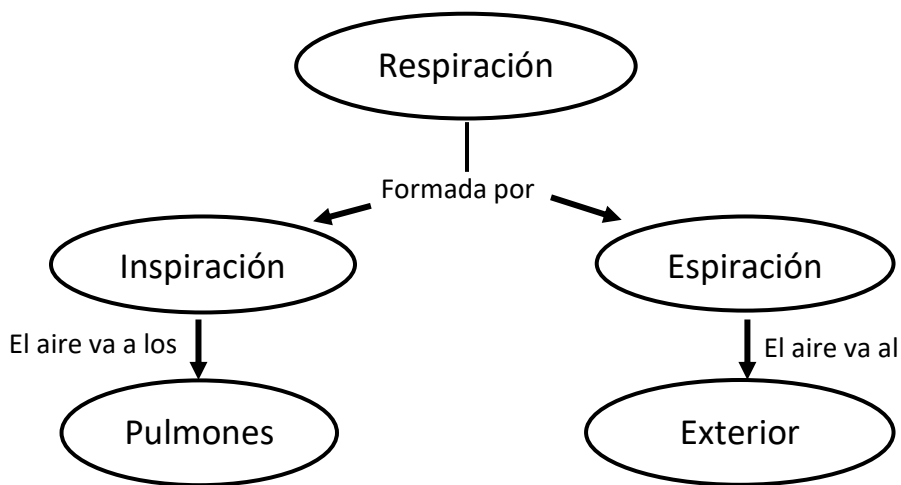 Respiración
Formada por
Inspiración
Espiración
El aire va a los
El aire va al
Pulmones
Exterior